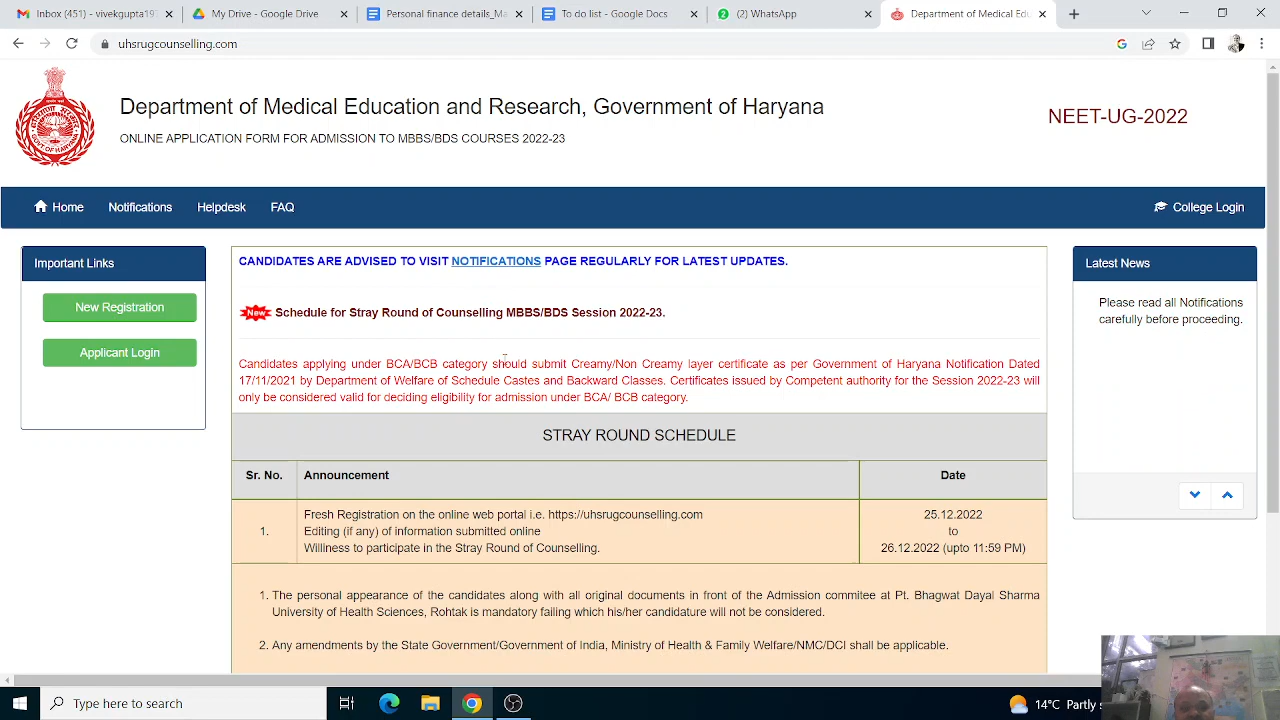 Inbox (451) - vivekgupta19
My Drive - Google Drive
Personal finance details_Ma
To do list - Google Docs
(2) WhatsApp
Department of Medical Edu
uhsrugcounselling.com
Department of Medical Education and Research, Government of Haryana
ONLINE APPLICATION FORM FOR ADMISSION TO MBBS/BDS COURSES 2022-23
NEET-UG-2022
Home Notifications Helpdesk FAQ College Login
Important Links
New Registration
Applicant Login
CANDIDATES ARE ADVISED TO VISIT NOTIFICATIONS PAGE REGULARLY FOR LATEST UPDATES.
New Schedule for Stray Round of Counselling MBBS/BDS Session 2022-23.
Candidates applying under BCA/BCB category should submit Creamy/Non Creamy layer certificate as per Government of Haryana Notification Dated
17/11/2021 by Department of Welfare of Schedule Castes and Backward Classes. Certificates issued by Competent authority for the Session 2022-23 will
only be considered valid for deciding eligibility for admission under BCA/ BCB category.
STRAY ROUND SCHEDULE
Sr. No. Announcement Date
1.
Fresh Registration on the online web portal i.e. https://uhsrugcounselling.com
Editing (if any) of information submitted online
Williness to participate in the Stray Round of Counselling.
25.12.2022
to
26.12.2022 (upto 11:59 PM)
1. The personal appearance of the candidates along with all original documents in front of the Admission commitee at Pt. Bhagwat Dayal Sharma
University of Health Sciences, Rohtak is mandatory failing which his/her candidature will not be considered.
2. Any amendments by the State Government/Government of India, Ministry of Health & Family Welfare/NMC/DCI shall be applicable.
Latest News
Please read all Notifications
carefully before proceeding.
Type here to search
14°C Partly s